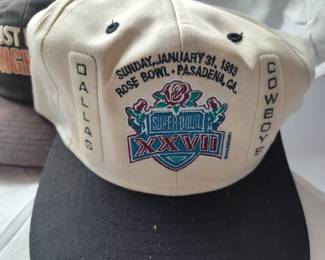 SUNDAY, JANUARY 31, 1993
ROSE BOWL • PASADENA, CA.
DALLAS
SUPER BOWL
XXVII
COWBOYS